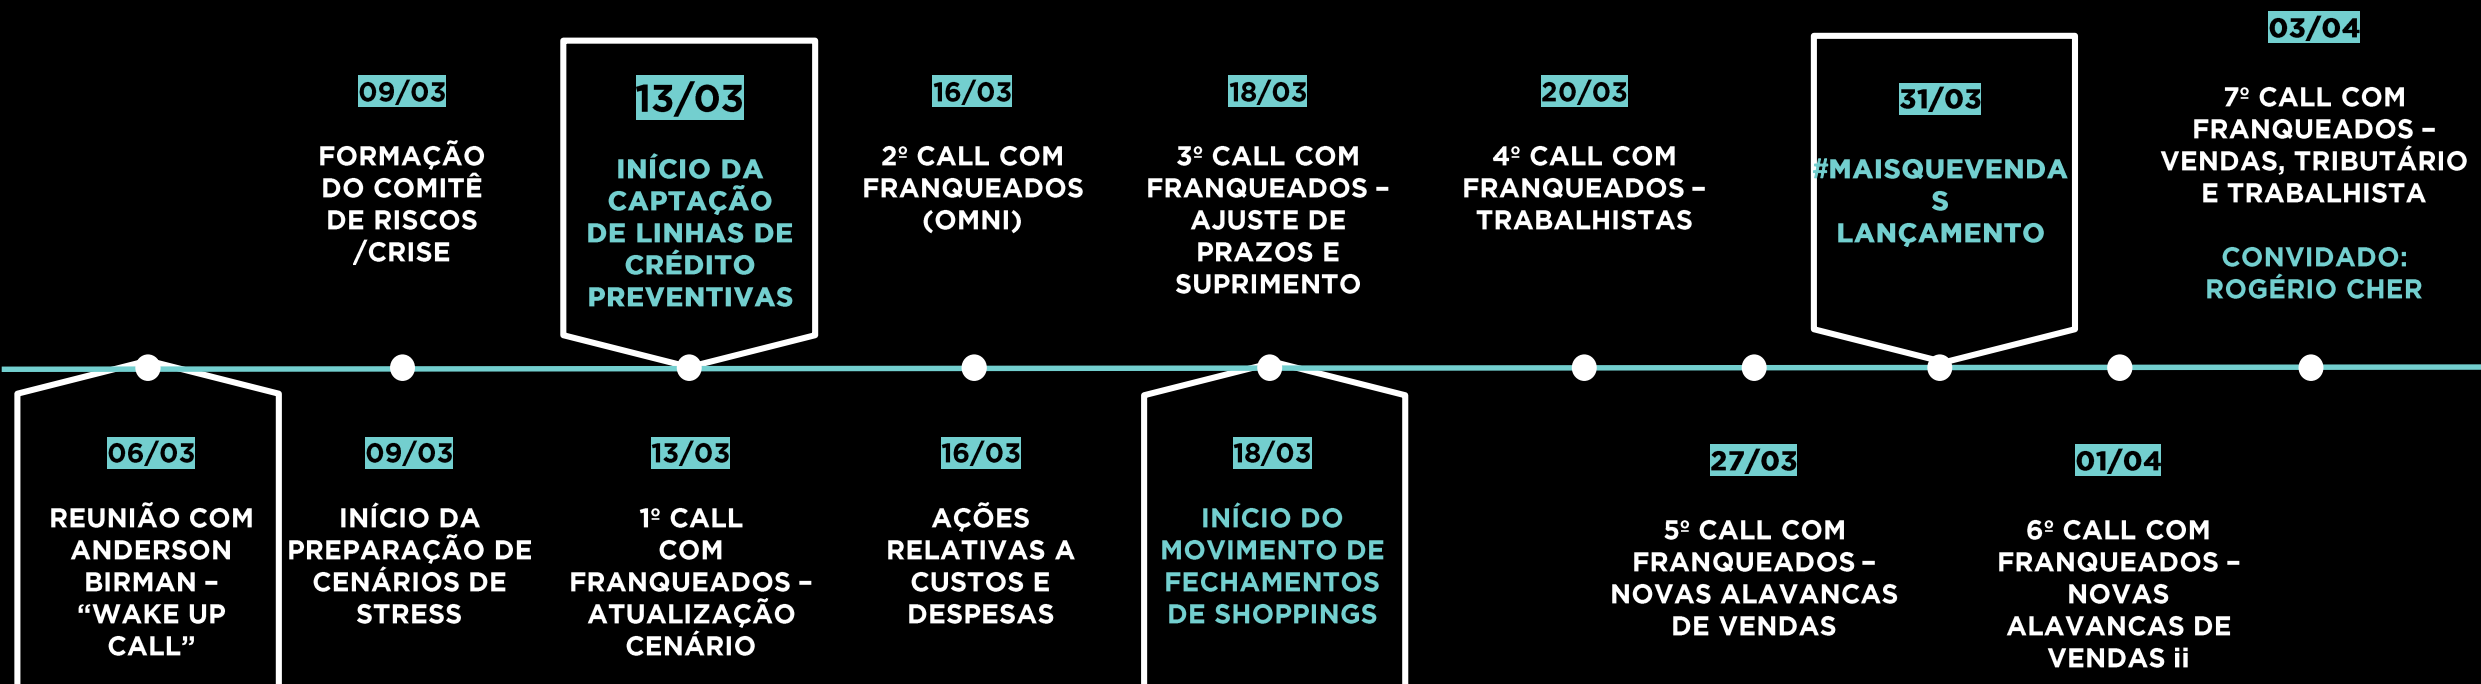 09/03
FORMAÇÃO
DO COMITÊ
DE RISCOS
/CRISE
13/03
INÍCIO DA
CAPTAÇÃO
DE LINHAS DE
CRÉDITO
PREVENTIVAS
16/03
2º CALL COM
FRANQUEADOS
(OMNI)
18/03
3º CALL COM
FRANQUEADOS –
AJUSTE DE
PRAZOS E
SUPRIMENTO
20/03
4º CALL COM
FRANQUEADOS –
TRABALHISTAS
31/03
#MAISQUEVENDA
S
LANÇAMENTO
03/04
7º CALL COM
FRANQUEADOS –
VENDAS, TRIBUTÁRIO
E TRABALHISTA
CONVIDADO:
ROGÉRIO CHER
06/03
REUNIÃO COM
ANDERSON
BIRMAN –
“WAKE UP
CALL”
09/03
INÍCIO DA
PREPARAÇÃO DE
CENÁRIOS DE
STRESS
13/03
1º CALL
COM
FRANQUEADOS –
ATUALIZAÇÃO
CENÁRIO
16/03
AÇÕES
RELATIVAS A
CUSTOS E
DESPESAS
18/03
INÍCIO DO
MOVIMENTO DE
FECHAMENTOS
DE SHOPPINGS
27/03
5º CALL COM
FRANQUEADOS –
NOVAS ALAVANCAS
DE VENDAS
01/04
6º CALL COM
FRANQUEADOS –
NOVAS
ALAVANCAS DE
VENDAS ii